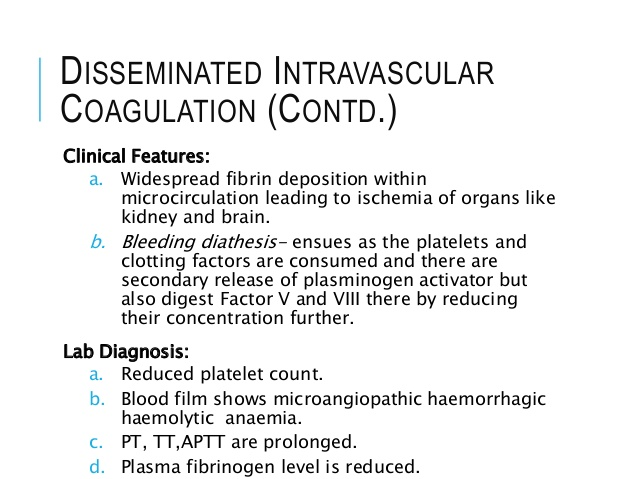 DISSEMINATED INTRAVASCULAR
COAGULATION (CONTD.)
Clinical Features:
a. Widespread fibrin deposition within
microcirculation leading to ischemia of organs like
kidney and brain.
b. Bleeding diathesis- ensues as the platelets and
clotting factors are consumed and there are
secondary release of plasminogen activator but
also digest Factor V and VIII there by reducing
their concentration further.
Lab Diagnosis:
a. Reduced platelet count.
b. Blood film shows microangiopathic haemorrhagic
haemolytic anaemia.
c. PT, TT,APTT are prolonged.
d. Plasma fibrinogen level is reduced.